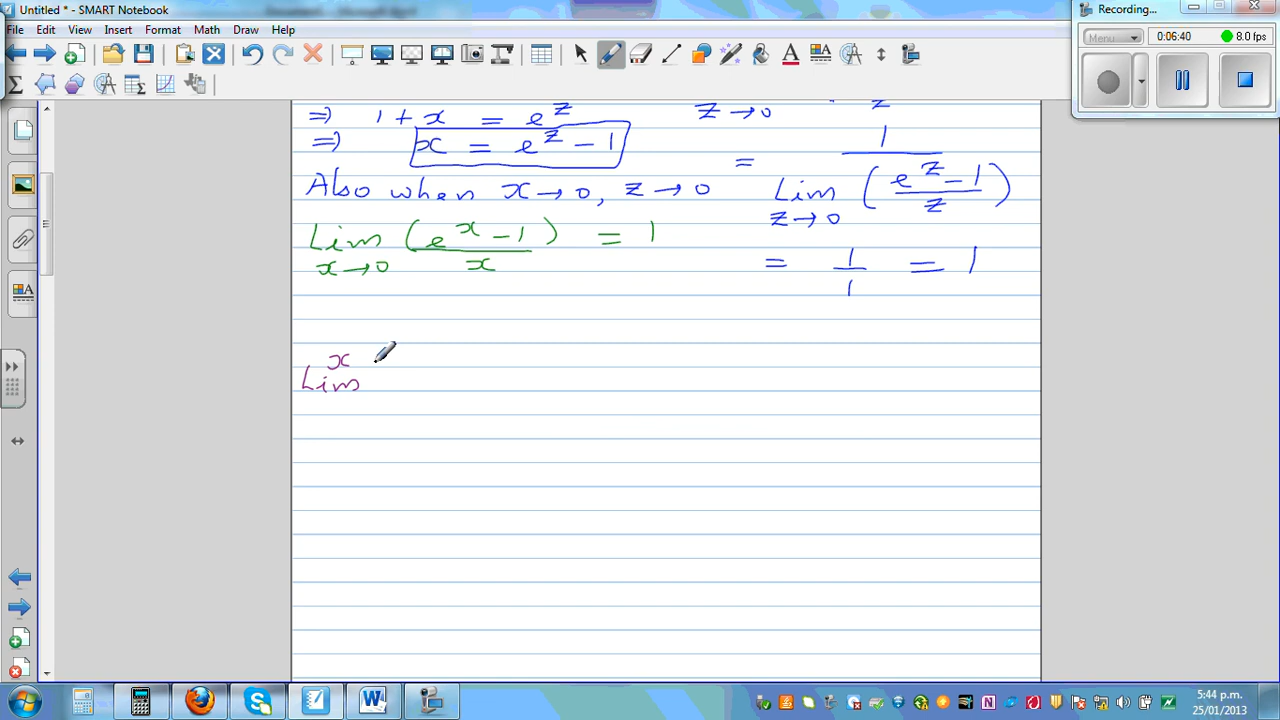 Untitled * - SMART Notebook
Recording...
File Edit View Insert Format Math Draw Help
Menu 0:06:40 8.0 fps
⇒ 1 + x = e^z
z → 0
z
⇒ x = e^z - 1
= 1
Also when x → 0, z → 0
Lim (e^z - 1)
z → 0 z
Lim (e^x - 1) = 1
x → 0 x
= 1 = 1
1
x
Lim
5:44 p.m.
25/01/2013